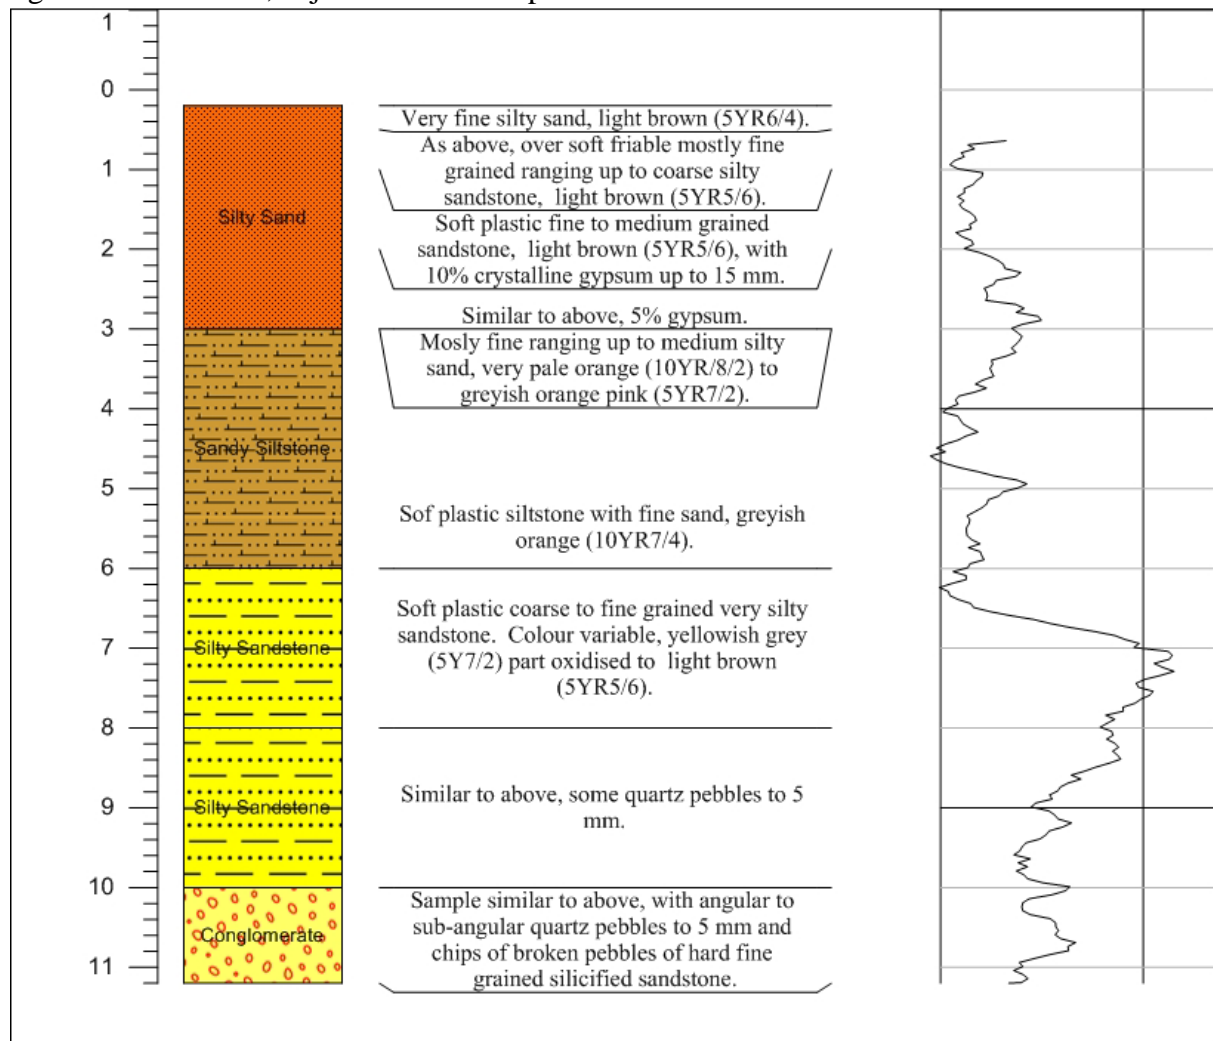 1
0
1
2
3
4
5
6
7
8
9
10
11
Silty Sand
Sandy Siltstone
Silty Sandstone
Silty Sandstone
Conglomerate
Very fine silty sand, light brown (5YR6/4).
As above, over soft friable mostly fine
grained ranging up to coarse silty
sandstone, light brown (5YR5/6).
Soft plastic fine to medium grained
sandstone, light brown (5YR5/6), with
10% crystalline gypsum up to 15 mm.
Similar to above, 5% gypsum.
Mosly fine ranging up to medium silty
sand, very pale orange (10YR/8/2) to
greyish orange pink (5YR7/2).
Sof plastic siltstone with fine sand, greyish
orange (10YR7/4).
Soft plastic coarse to fine grained very silty
sandstone. Colour variable, yellowish grey
(5Y7/2) part oxidised to light brown
(5YR5/6).
Similar to above, some quartz pebbles to 5
mm.
Sample similar to above, with angular to
sub-angular quartz pebbles to 5 mm and
chips of broken pebbles of hard fine
grained silicified sandstone.